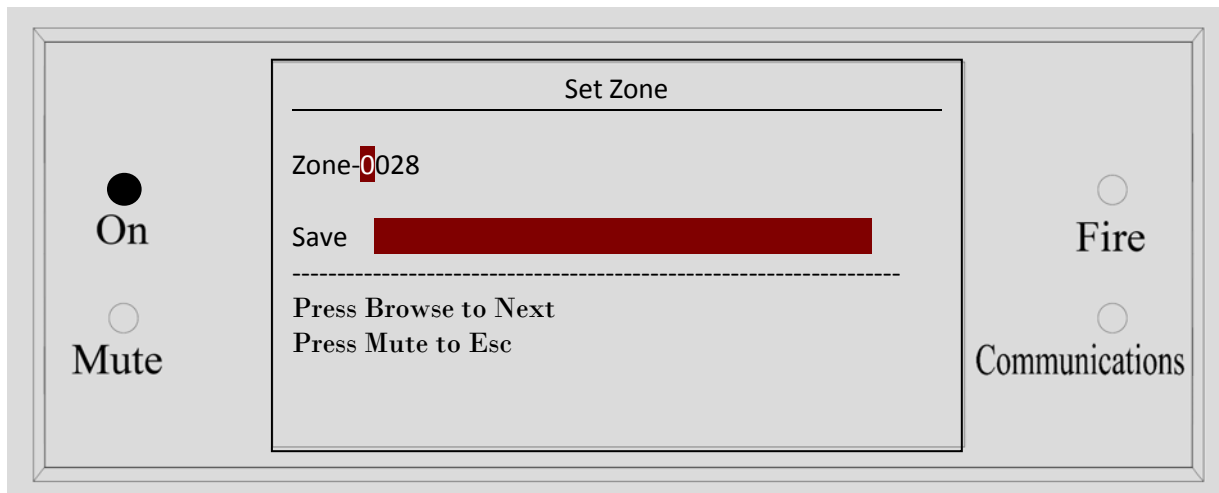 Set Zone
Zone-0028
On
Fire
Save
------------------------------------------------------------------
Press Browse to Next
Press Mute to Esc
Mute
Communications